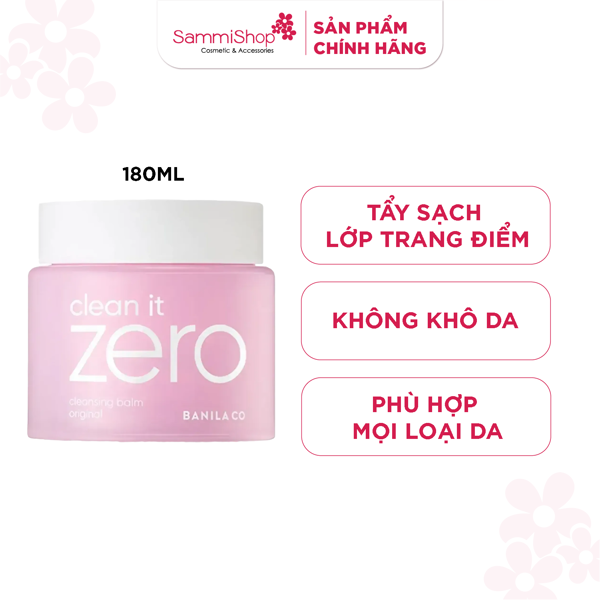 SammiShop
Cosmetic & Accessories
SẢN PHẨM
CHÍNH HÃNG
180ML
clean it
zero
cleansing balm
original
BANILA CO
TẨY SẠCH
LỚP TRANG ĐIỂM
KHÔNG KHÔ DA
PHÙ HỢP
MỌI LOẠI DA